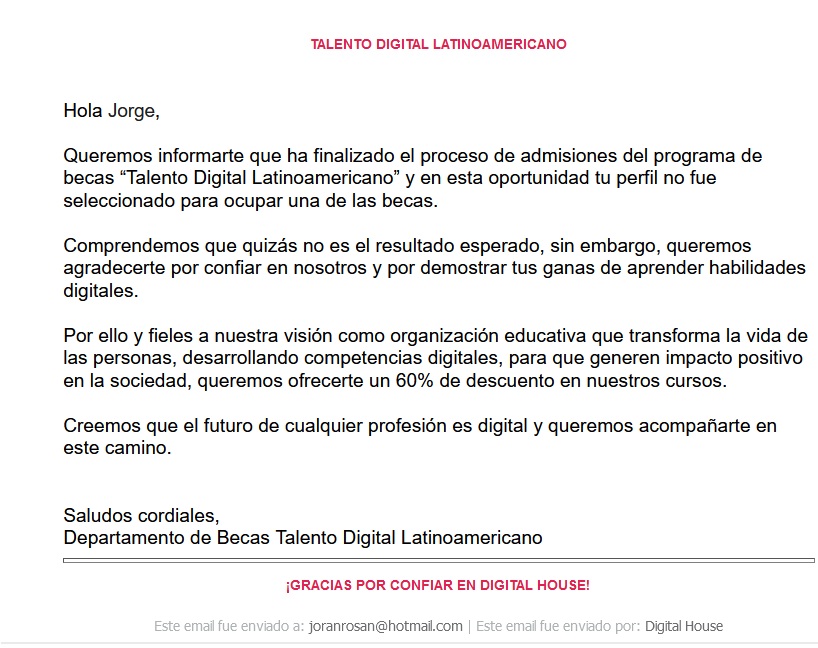 TALENTO DIGITAL LATINOAMERICANO
Hola Jorge,
Queremos informarte que ha finalizado el proceso de admisiones del programa de
becas “Talento Digital Latinoamericano” y en esta oportunidad tu perfil no fue
seleccionado para ocupar una de las becas.
Comprendemos que quizás no es el resultado esperado, sin embargo, queremos
agradecerte por confiar en nosotros y por demostrar tus ganas de aprender habilidades
digitales.
Por ello y fieles a nuestra visión como organización educativa que transforma la vida de
las personas, desarrollando competencias digitales, para que generen impacto positivo
en la sociedad, queremos ofrecerte un 60% de descuento en nuestros cursos.
Creemos que el futuro de cualquier profesión es digital y queremos acompañarte en
este camino.
Saludos cordiales,
Departamento de Becas Talento Digital Latinoamericano
¡GRACIAS POR CONFIAR EN DIGITAL HOUSE!
Este email fue enviado a: joranrosan@hotmail.com | Este email fue enviado por: Digital House